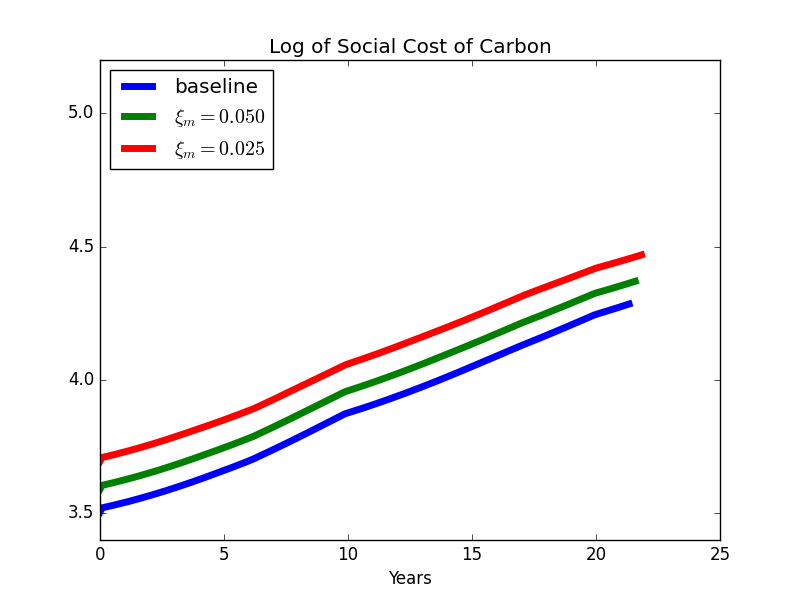 Log of Social Cost of Carbon
baseline
ξₘ = 0.050
ξₘ = 0.025
5.0
4.5
4.0
3.5
0 5 10 15 20 25
Years